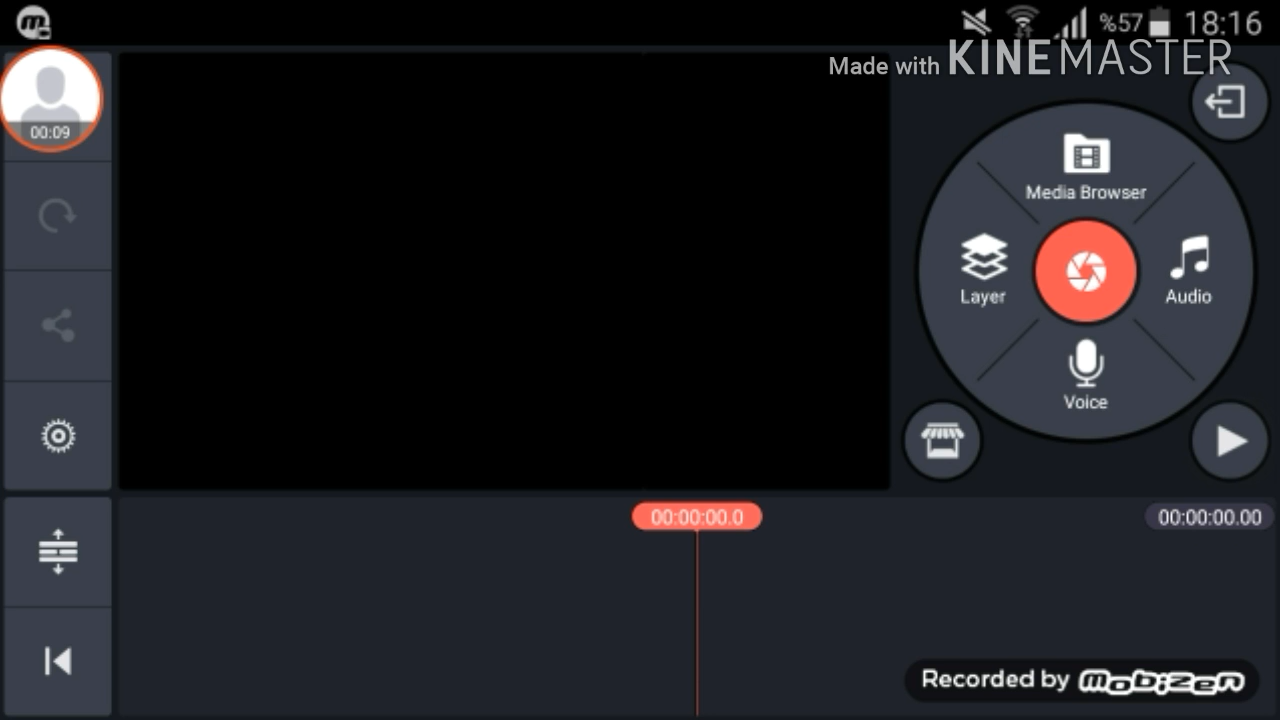 %57 18:16
Made with KINEMASTER
00:09
Media Browser
Layer
Audio
Voice
00:00:00.0
00:00:00.00
Recorded by mobizen